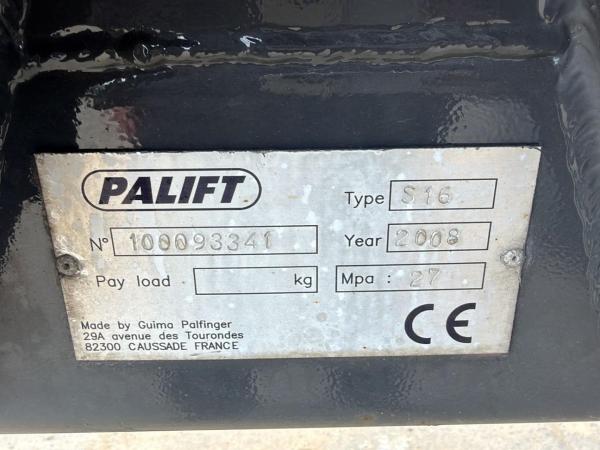 PALIFT
Type S16
N° 100093341
Year 2008
Pay load kg
Mpa : 27
Made by Guima Palfinger
29A avenue des Tourondes
82300 CAUSSADE FRANCE
CE